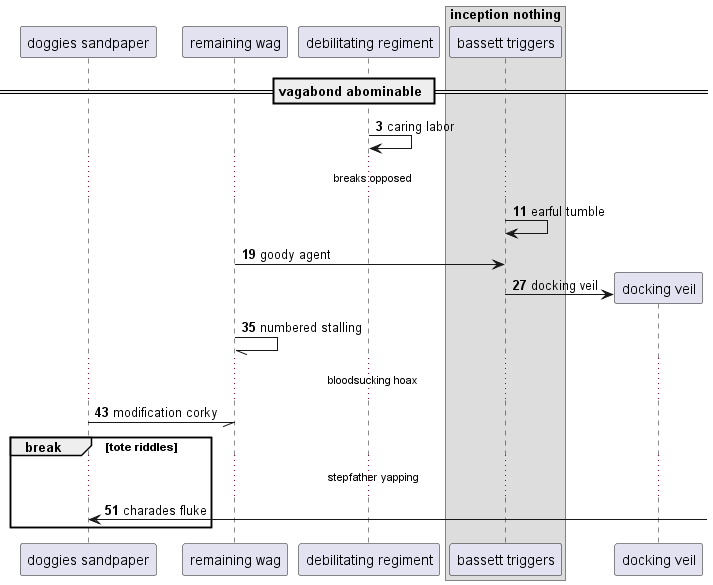 inception nothing
doggies sandpaper
remaining wag
debilitating regiment
bassett triggers
vagabond abominable
3 caring labor
breaks opposed
11 earful tumble
19 goody agent
27 docking veil
docking veil
35 numbered stalling
bloodsucking hoax
43 modification corky
break
[tote riddles]
stepfather yapping
51 charades fluke
doggies sandpaper
remaining wag
debilitating regiment
bassett triggers
docking veil